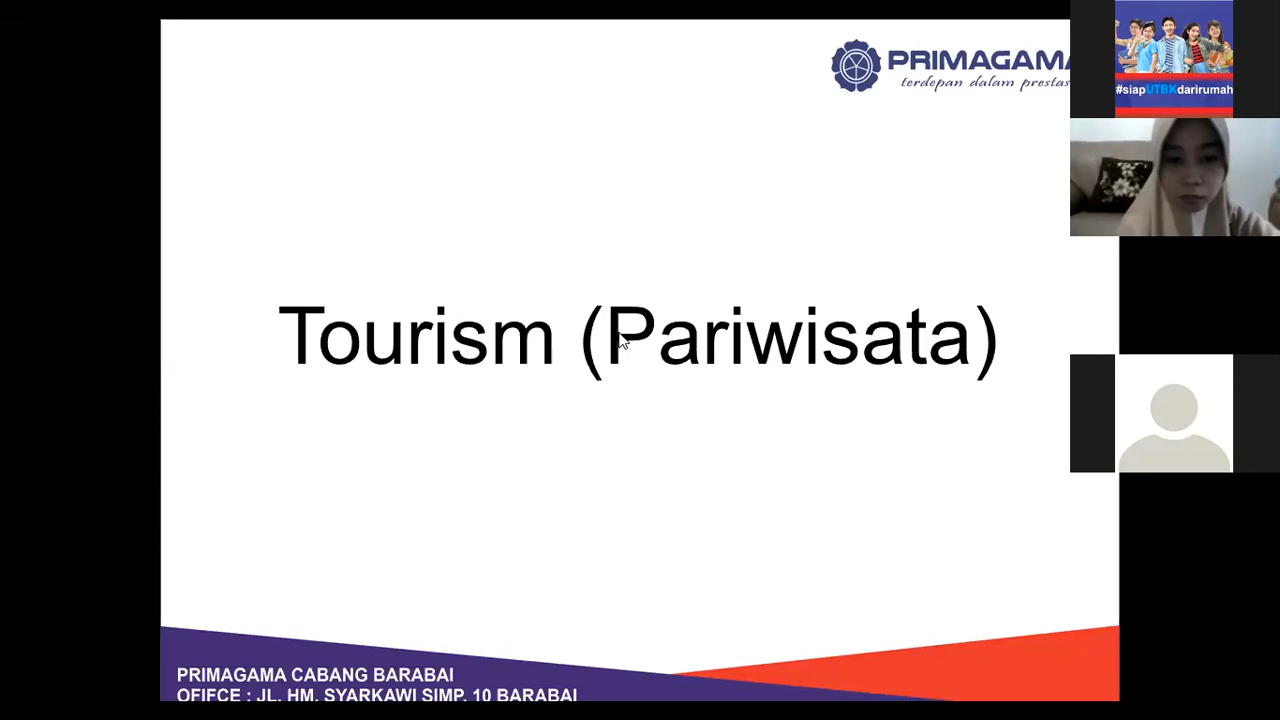 PRIMAGAMA
terdepan dalam prestas
#siapUTBKdarirumah
Tourism (Pariwisata)
PRIMAGAMA CABANG BARABAI
OFIFCE : JL. HM. SYARKAWI SIMP. 10 BARABAI